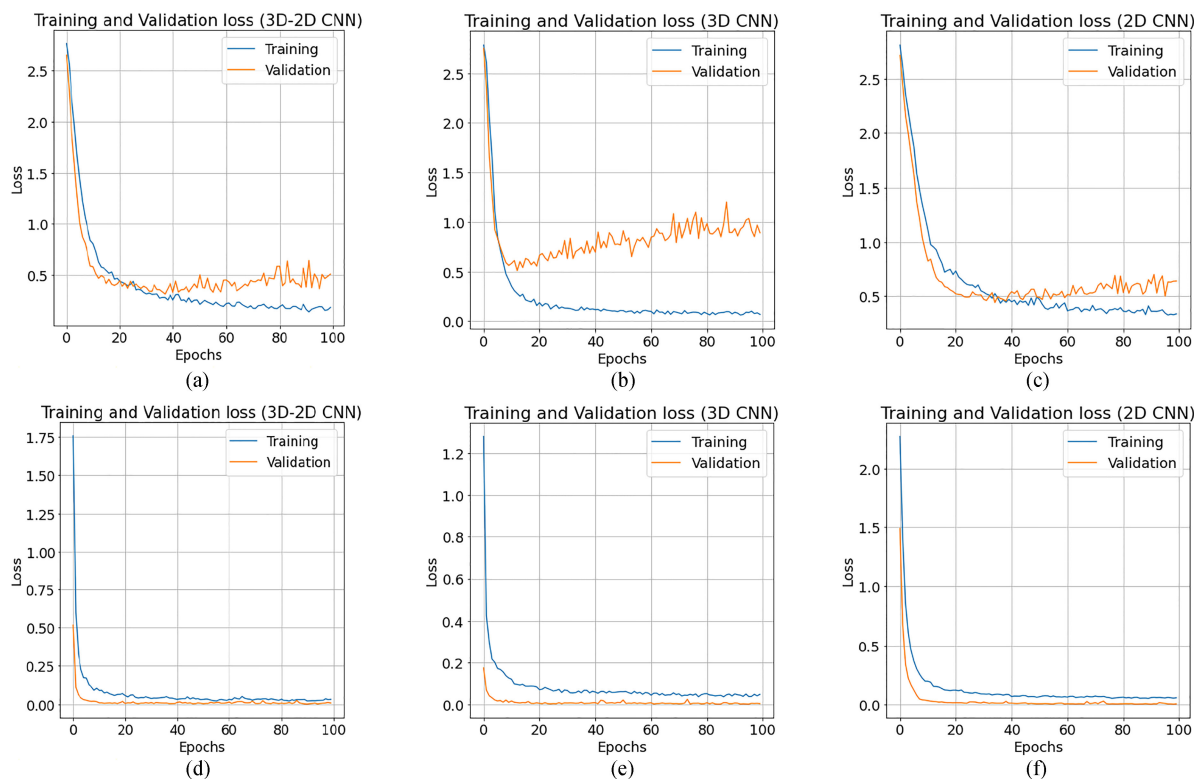 Training and Validation loss (3D-2D CNN)
Training
Validation
2.5
2.0
1.5
1.0
0.5
Loss
0 20 40 60 80 100
Epochs
(a)
Training and Validation loss (3D CNN)
Training
Validation
2.5
2.0
1.5
1.0
0.5
0.0
Loss
0 20 40 60 80 100
Epochs
(b)
Training and Validation loss (2D CNN)
Training
Validation
2.5
2.0
1.5
1.0
0.5
Loss
0 20 40 60 80 100
Epochs
(c)
Training and Validation loss (3D-2D CNN)
Training
Validation
1.75
1.50
1.25
1.00
0.75
0.50
0.25
0.00
Loss
0 20 40 60 80 100
Epochs
(d)
Training and Validation loss (3D CNN)
Training
Validation
1.2
1.0
0.8
0.6
0.4
0.2
0.0
Loss
0 20 40 60 80 100
Epochs
(e)
Training and Validation loss (2D CNN)
Training
Validation
2.0
1.5
1.0
0.5
0.0
Loss
0 20 40 60 80 100
Epochs
(f)